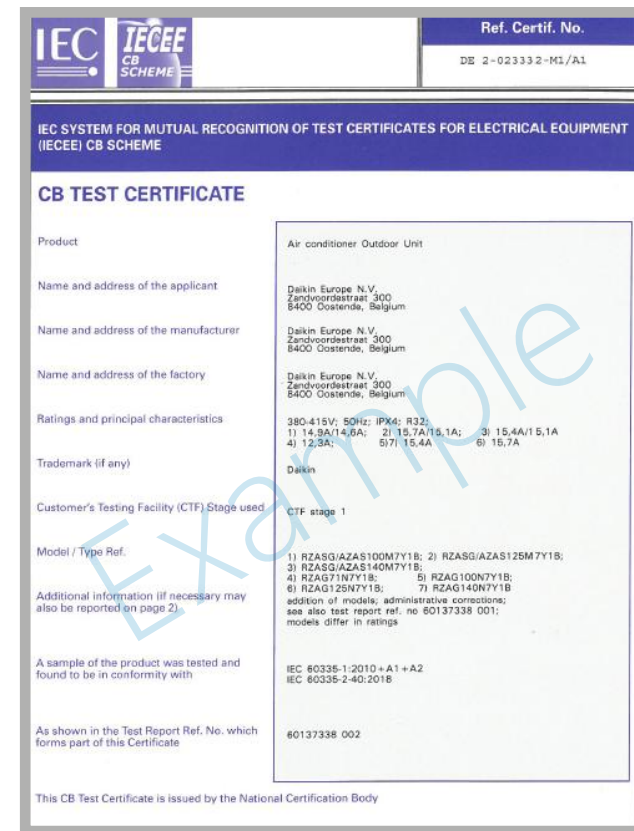 IEC
IECEE
CB
SCHEME
Ref. Certif. No.
DE 2-023332-M1/A1
IEC SYSTEM FOR MUTUAL RECOGNITION OF TEST CERTIFICATES FOR ELECTRICAL EQUIPMENT
(IECEE) CB SCHEME
CB TEST CERTIFICATE
Product
Air conditioner Outdoor Unit
Name and address of the applicant
Daikin Europe N.V.
Zandvoordestraat 300
8400 Oostende, Belgium
Name and address of the manufacturer
Daikin Europe N.V.
Zandvoordestraat 300
8400 Oostende, Belgium
Name and address of the factory
Daikin Europe N.V.
Zandvoordestraat 300
8400 Oostende, Belgium
Ratings and principal characteristics
380-415V; 50Hz; IPX4; R32;
1) 14,9A/14,6A; 2) 15,7A/15,1A; 3) 15,4A/15,1A
4) 12,3A; 5)7) 15,4A 6) 15,7A
Trademark (if any)
Daikin
Customer's Testing Facility (CTF) Stage used
CTF stage 1
Model / Type Ref.
1) RZASG/AZAS100M7Y1B; 2) RZASG/AZAS125M7Y1B;
3) RZASG/AZAS140M7Y1B;
4) RZAG71N7Y1B; 5) RZAG100N7Y1B;
6) RZAG125N7Y1B; 7) RZAG140N7Y1B
Additional information (if necessary may
also be reported on page 2)
addition of models; administrative corrections;
see also test report ref. no 60137338 001;
models differ in ratings
A sample of the product was tested and
found to be in conformity with
IEC 60335-1:2010+A1+A2
IEC 60335-2-40:2018
As shown in the Test Report Ref. No. which
forms part of this Certificate
60137338 002
This CB Test Certificate is issued by the National Certification Body
Example